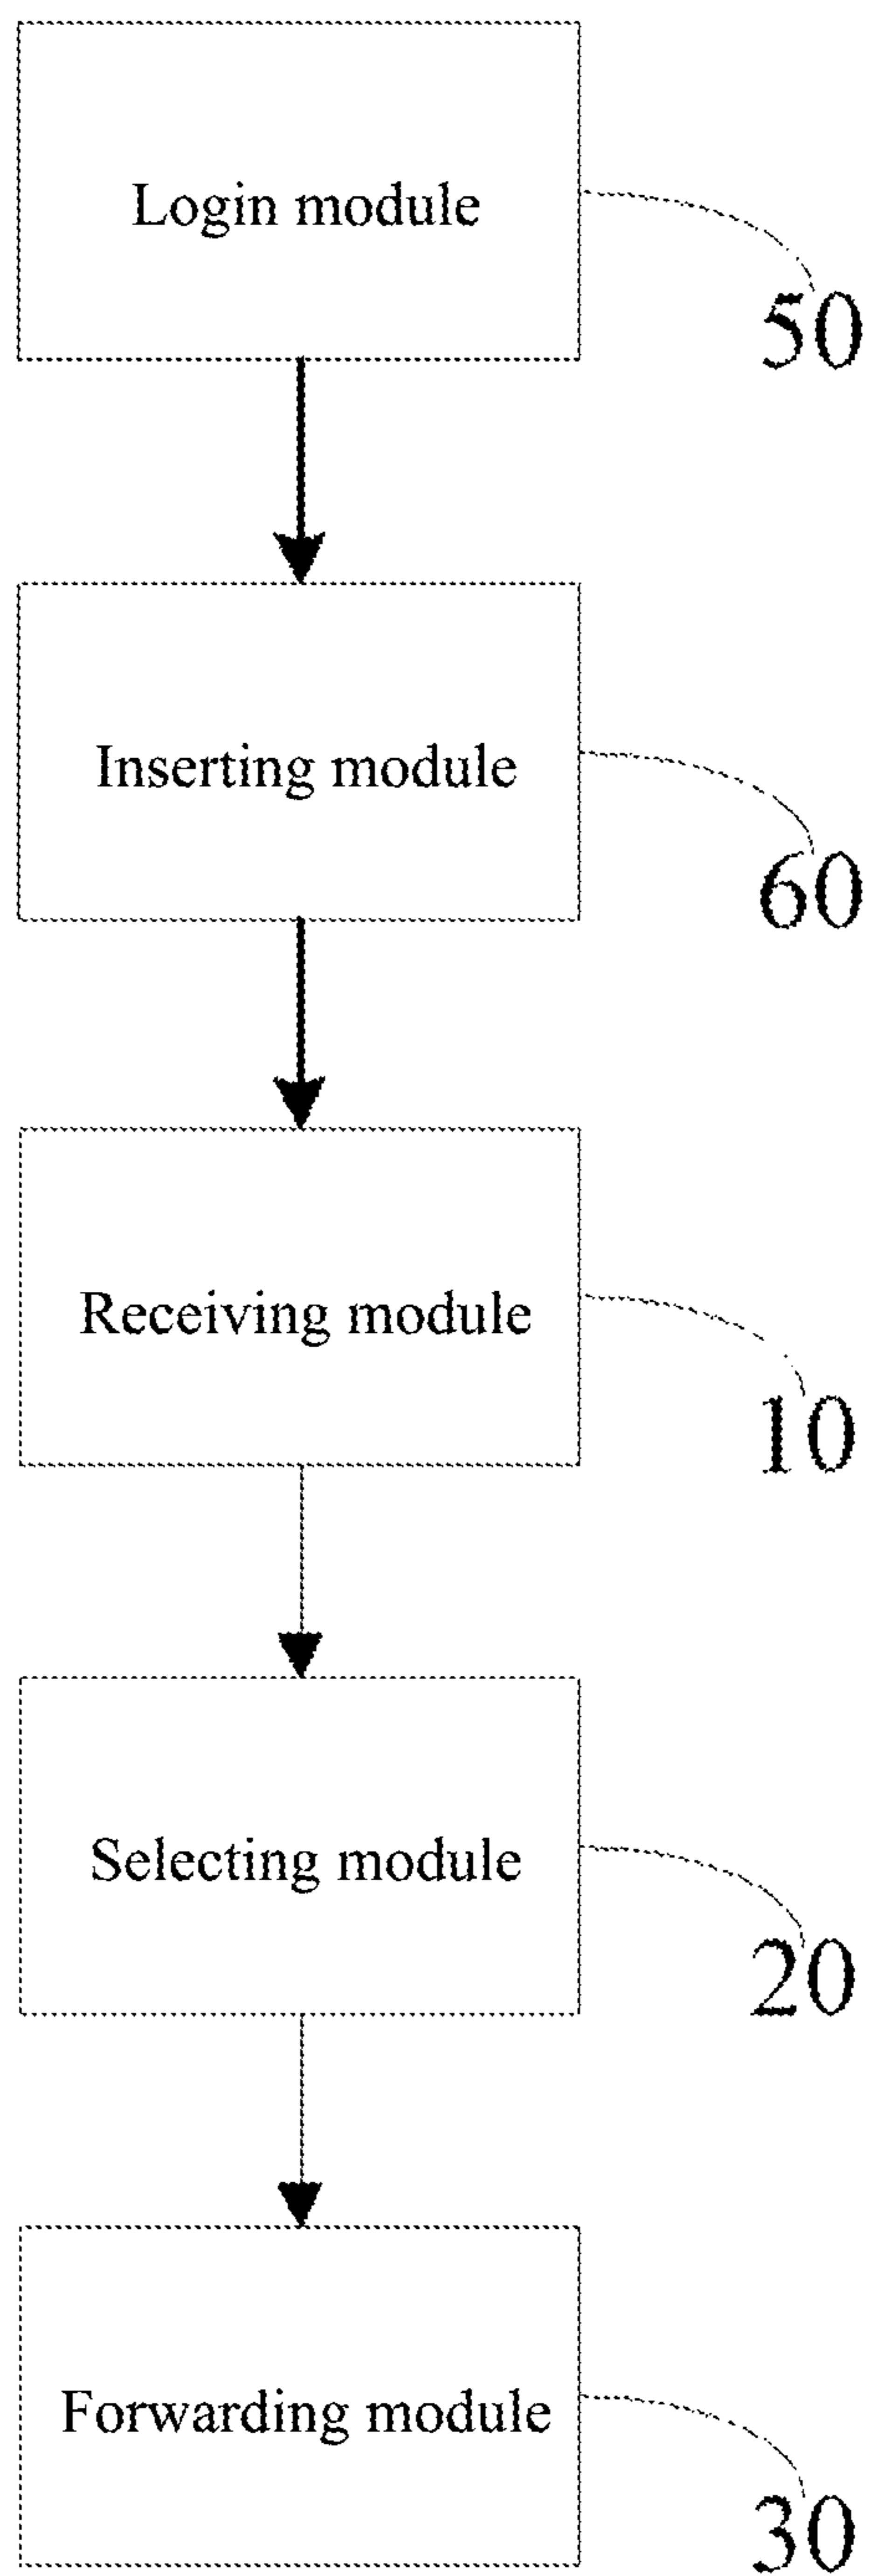 Login module
50
Inserting module
60
Receiving module
10
Selecting module
20
Forwarding module
30